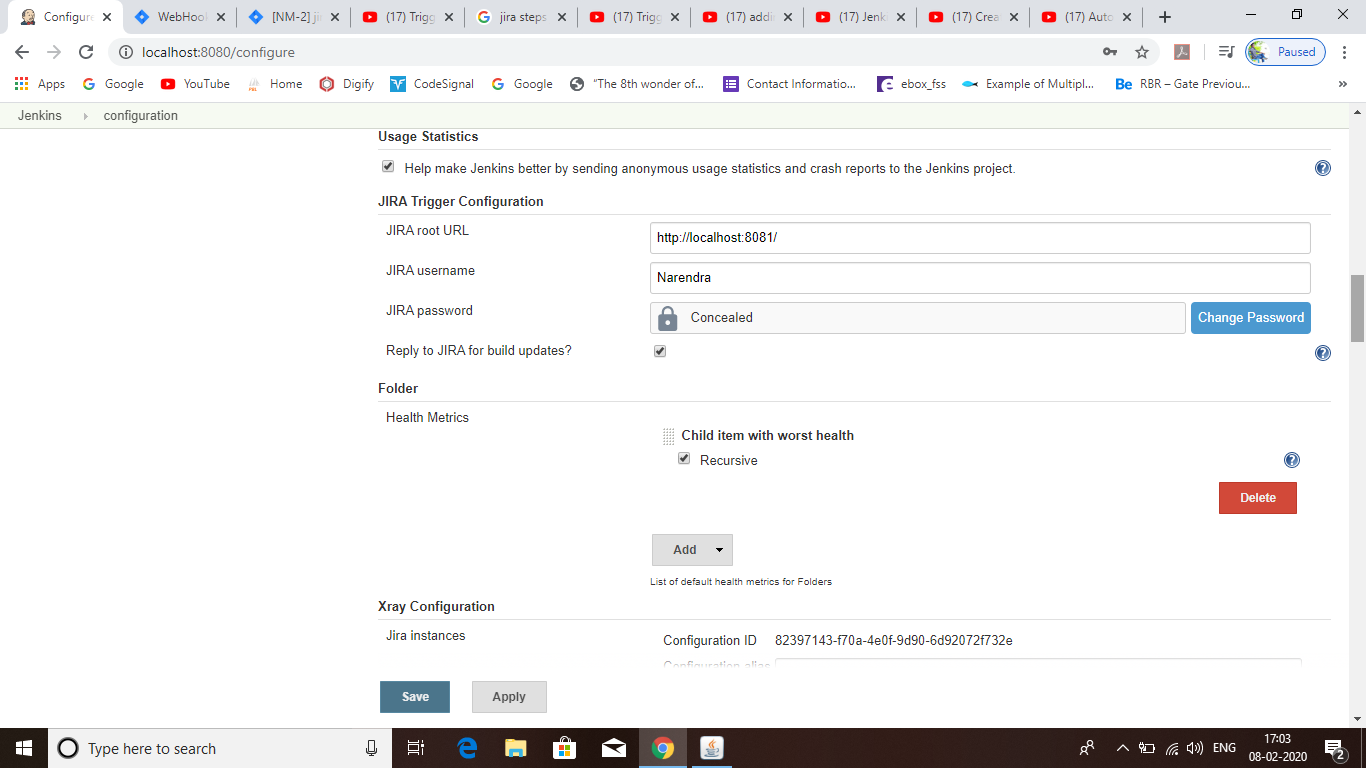 Configure
WebHook
[NM-2] ji
(17) Trigg
jira steps
(17) Trigg
(17) addi
(17) Jenk
(17) Crea
(17) Auto
localhost:8080/configure
Paused
Apps
Google
YouTube
Home
Digify
CodeSignal
Google
"The 8th wonder of...
Contact Informatio...
ebox_fss
Example of Multipl...
Be RBR – Gate Previou...
»
Jenkins
configuration
Usage Statistics
Help make Jenkins better by sending anonymous usage statistics and crash reports to the Jenkins project.
JIRA Trigger Configuration
JIRA root URL
http://localhost:8081/
JIRA username
Narendra
JIRA password
Concealed
Change Password
Reply to JIRA for build updates?
Folder
Health Metrics
Child item with worst health
Recursive
Delete
Add
List of default health metrics for Folders
Xray Configuration
Jira instances
Configuration ID 82397143-f70a-4e0f-9d90-6d92072f732e
Configuration alias
Save
Apply
Type here to search
ENG
17:03
08-02-2020
2